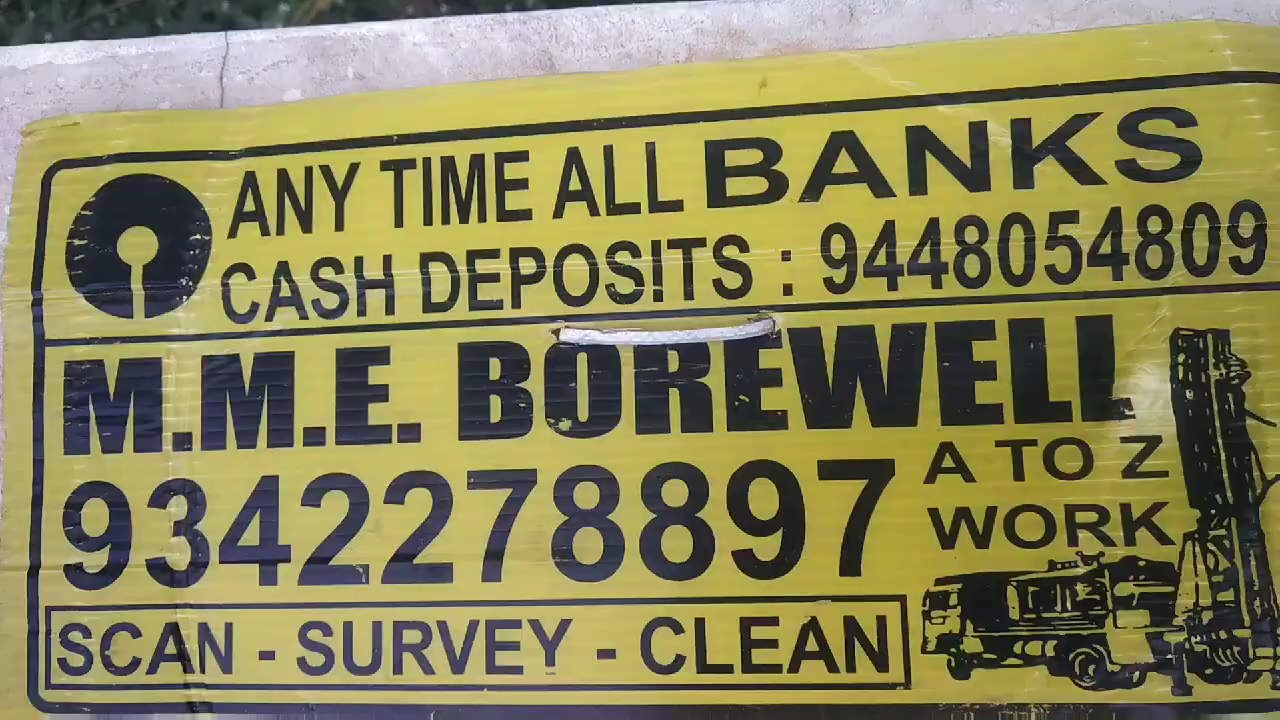 ANY TIME ALL BANKS
CASH DEPOSITS : 9448054809
M.M.E. BOREWELL
9342278897
A TO Z
WORK
SCAN - SURVEY - CLEAN